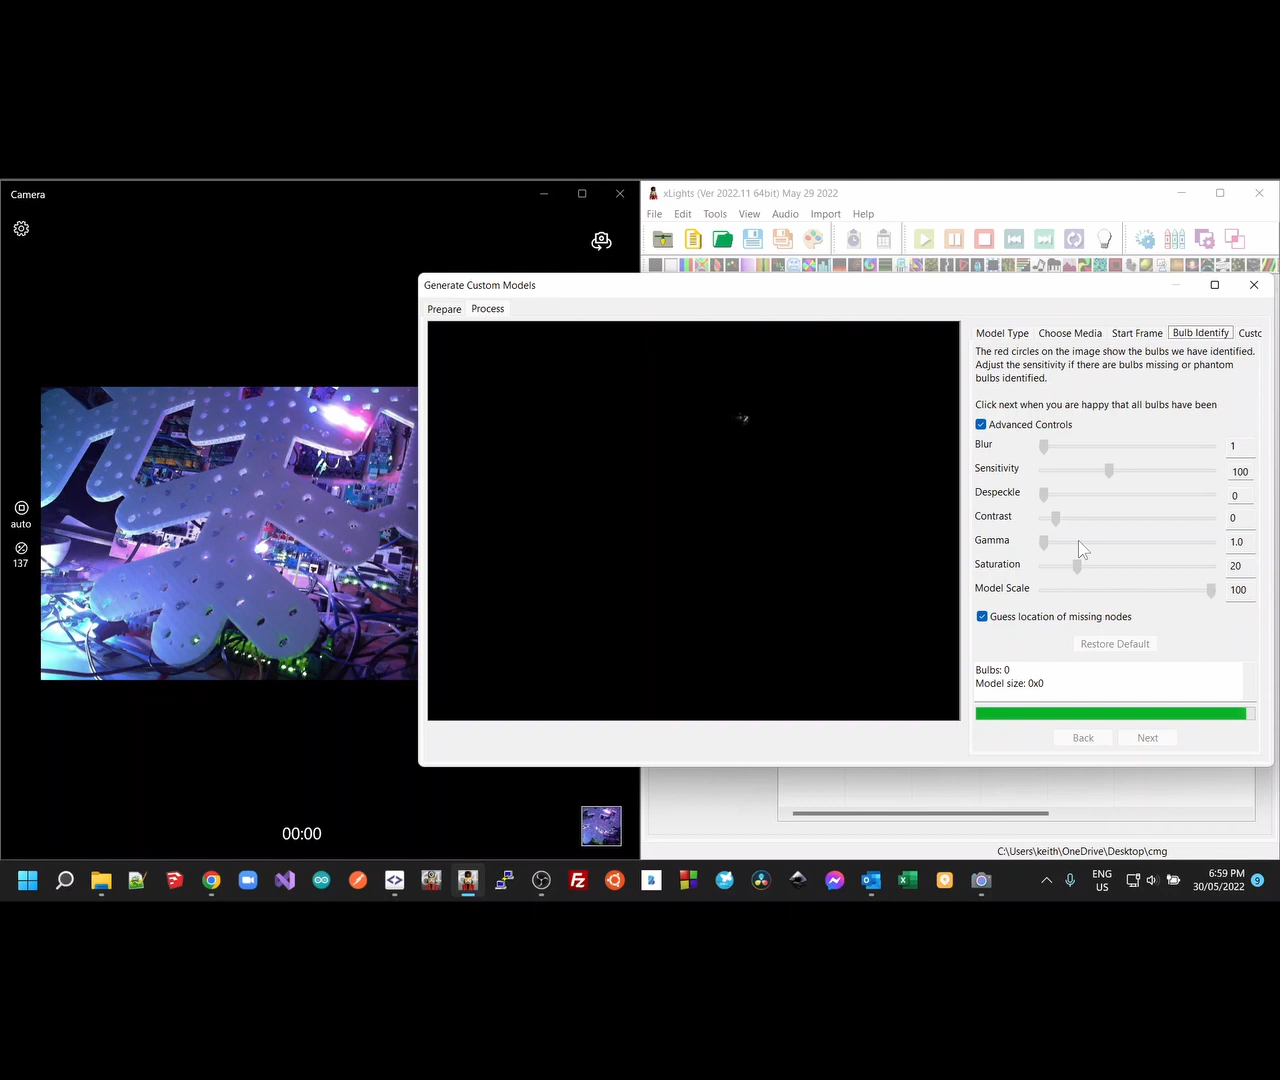 Camera
auto
137
00:00
xLights (Ver 2022.11 64bit) May 29 2022
File Edit Tools View Audio Import Help
Generate Custom Models
Prepare Process
Model Type Choose Media Start Frame Bulb Identify Custc
The red circles on the image show the bulbs we have identified.
Adjust the sensitivity if there are bulbs missing or phantom
bulbs identified.
Click next when you are happy that all bulbs have been
Advanced Controls
Blur 1
Sensitivity 100
Despeckle 0
Contrast 0
Gamma 1.0
Saturation 20
Model Scale 100
Guess location of missing nodes
Restore Default
Bulbs: 0
Model size: 0x0
Back Next
C:\Users\keith\OneDrive\Desktop\cmg
ENG
US
6:59 PM
30/05/2022
9